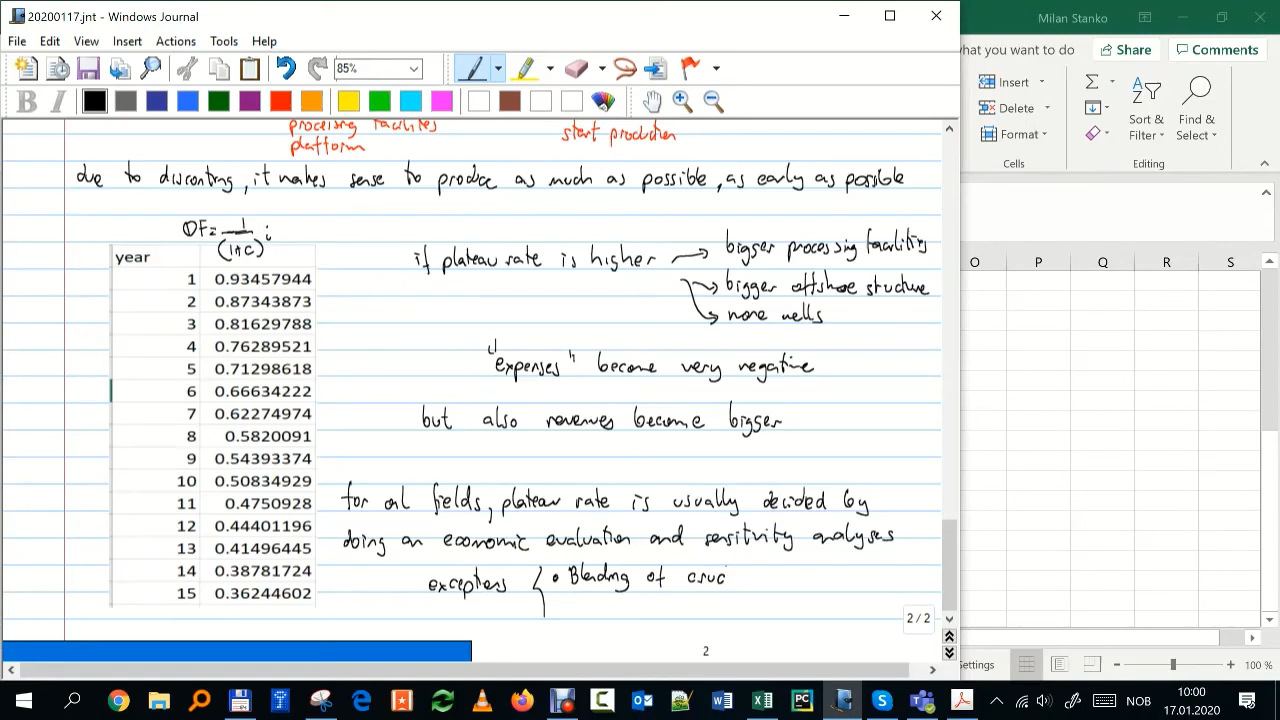 20200117.jnt - Windows Journal
Milan Stanko
File Edit View Insert Actions Tools Help
what you want to do
Share
Comments
85%
B I
Insert
Delete
Format
Cells
Sort & Filter
Find & Select
Editing
processing facilities
platform
start production
due to disconting, it makes sense to produce as much as possible, as early as possible
DF = 1 / (1+c)^i
year
1 0.93457944
2 0.87343873
3 0.81629788
4 0.76289521
5 0.71298618
6 0.66634222
7 0.62274974
8 0.5820091
9 0.54393374
10 0.50834929
11 0.4750928
12 0.44401196
13 0.41496445
14 0.38781724
15 0.36244602
if plateau rate is higher → bigger processing facilities
→ bigger offshore structure
→ more wells
"expenses" become very negative
but also revenues become bigger
for oil fields, plateau rate is usually decided by
doing an economic evaluation and sensitivity analyses
exceptions { • Blending of cruc
2 / 2
2
O P Q R S
Settings
100 %
NOB
10:00
17.01.2020